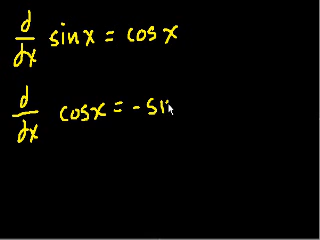 d/dx sinx = cosx
d/dx cosx = -si